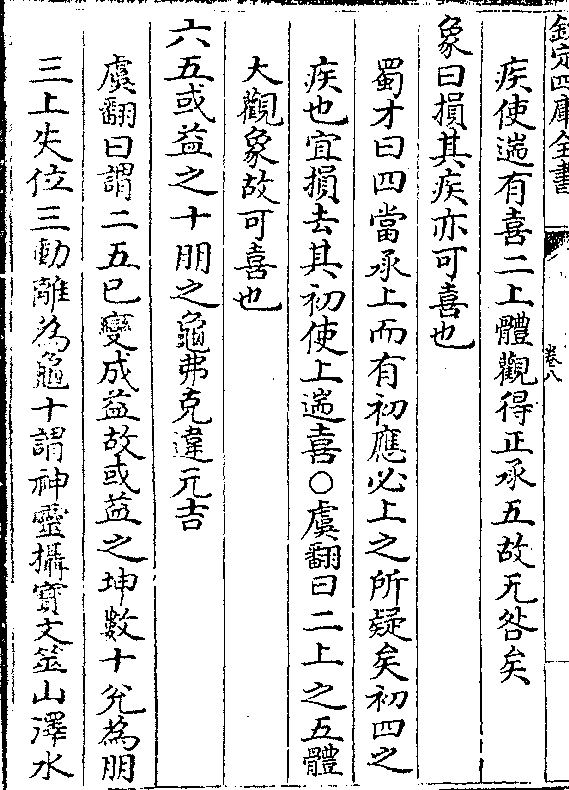 欽定四庫全書
卷八
疾使遄有喜二上體觀得正承五故无咎矣
象曰損其疾亦可喜也
蜀才曰四當承上而有初應必上之所疑矣初四之
疾也宜損去其初使上遄喜○虞翻曰二上之五體
大觀象故可喜也
六五或益之十朋之龜弗克違元吉
虞翻曰謂二五已變成益故或益之坤數十兊為朋
三上失位三動離為龜十謂神靈攝寶文筮山澤水